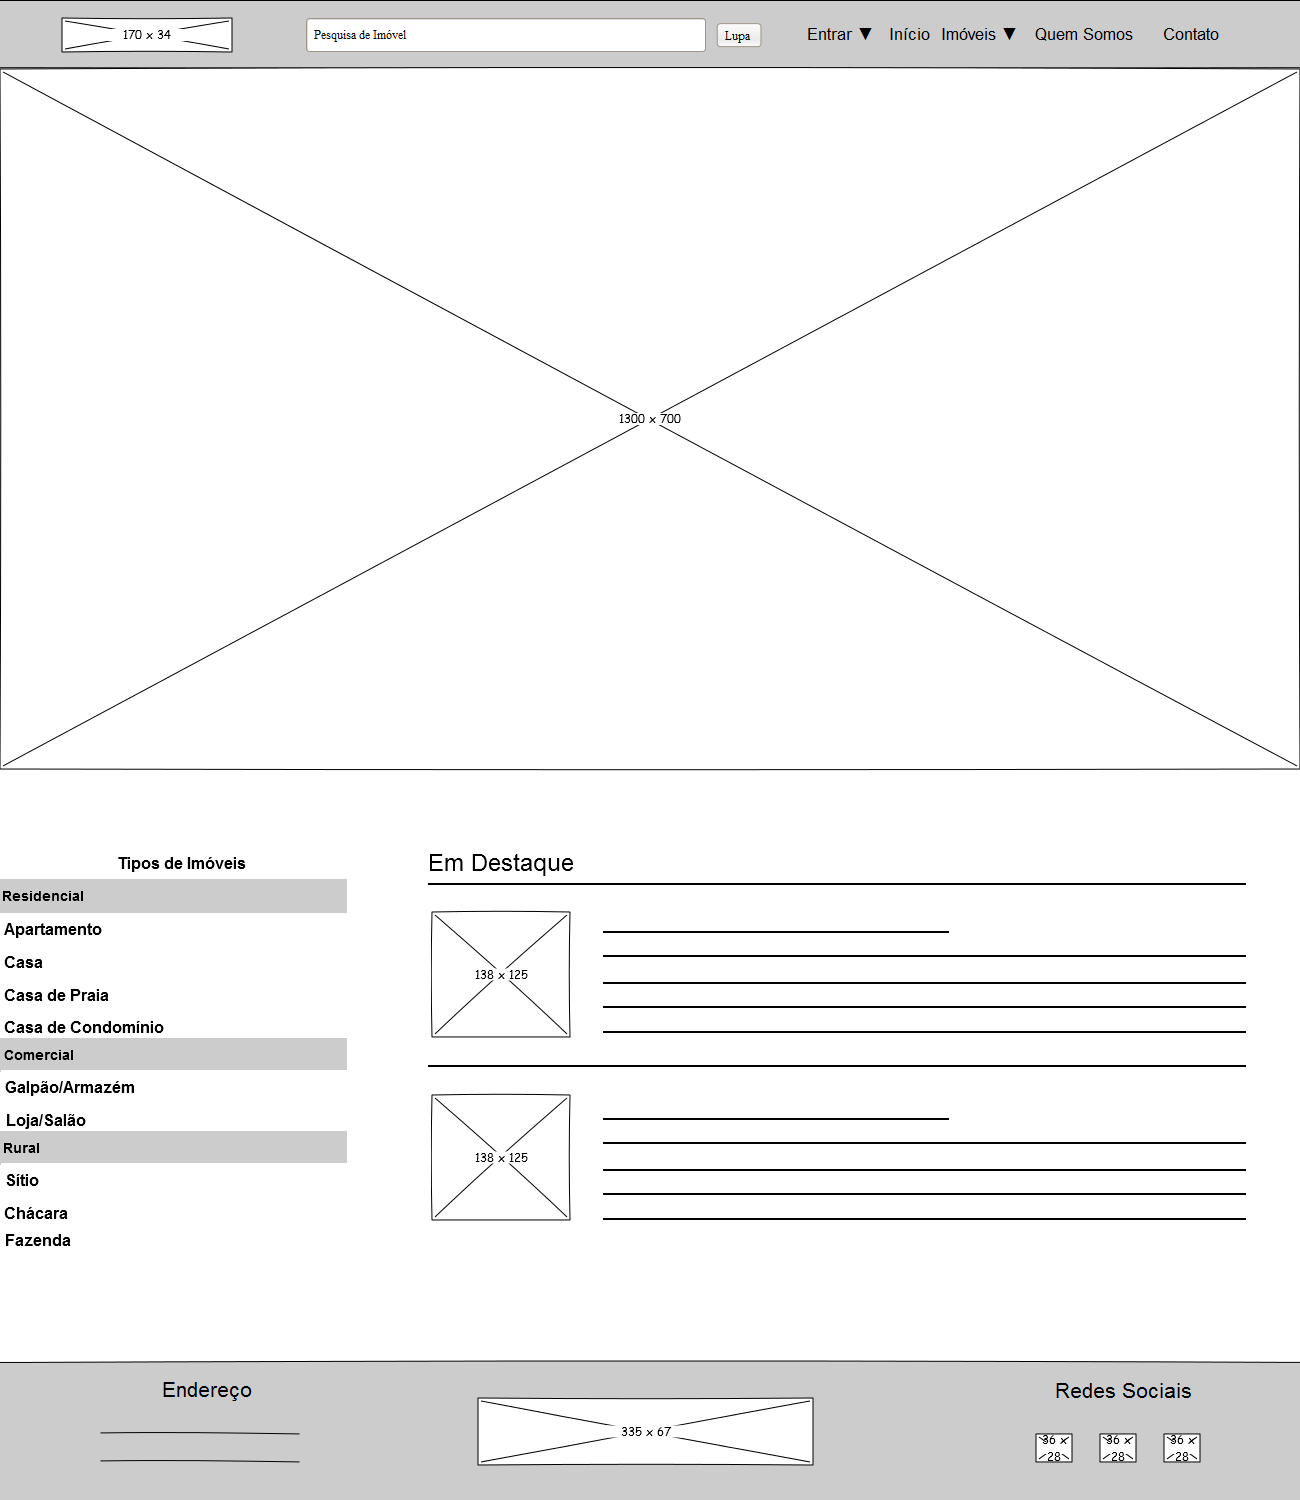 170 x 34
Pesquisa de Imóvel
Lupa
Entrar ▼ Início Imóveis ▼ Quem Somos Contato
1300 x 700
Tipos de Imóveis
Residencial
Apartamento
Casa
Casa de Praia
Casa de Condomínio
Comercial
Galpão/Armazém
Loja/Salão
Rural
Sítio
Chácara
Fazenda
Em Destaque
138 x 125
138 x 125
Endereço
335 x 67
Redes Sociais
36 x
28
36 x
28
36 x
28